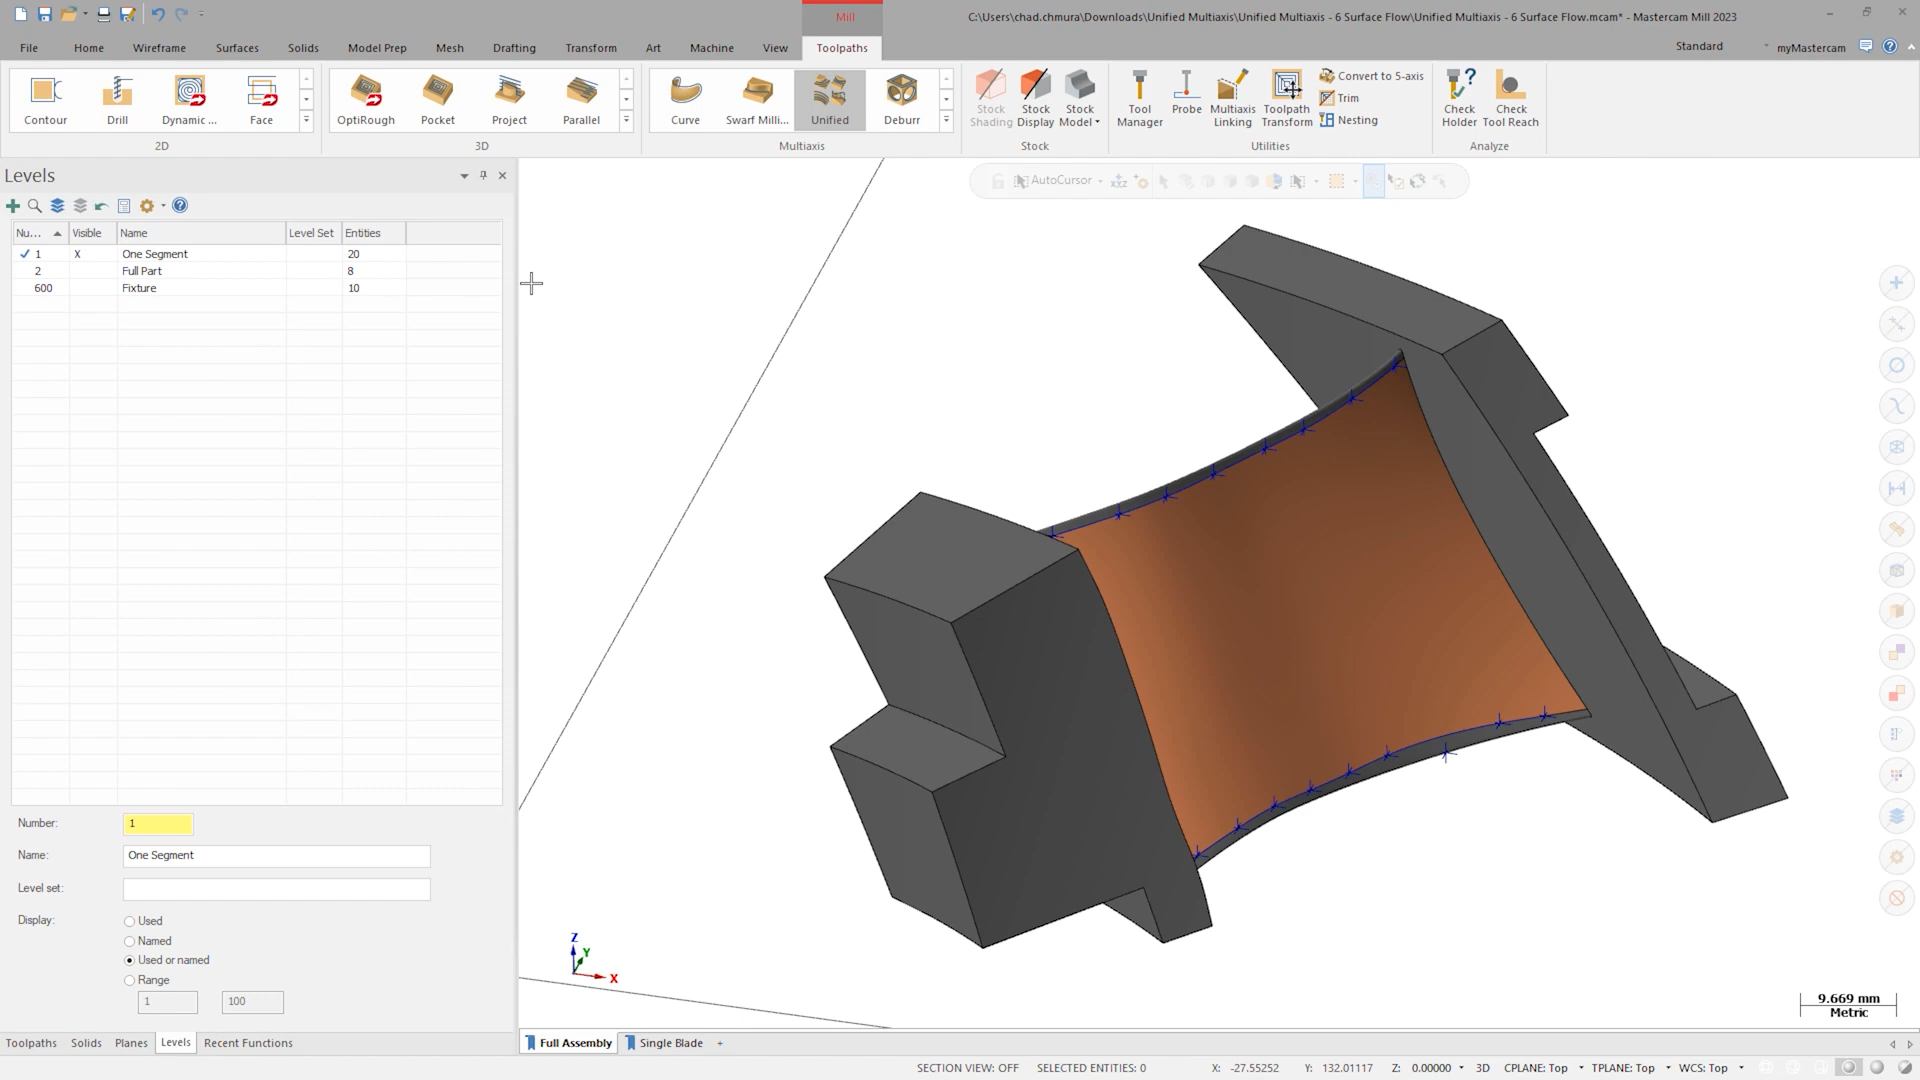 Mill
C:\Users\chad.chmura\Downloads\Unified Multiaxis\Unified Multiaxis - 6 Surface Flow\Unified Multiaxis - 6 Surface Flow.mcam* - Mastercam Mill 2023
File Home Wireframe Surfaces Solids Model Prep Mesh Drafting Transform Art Machine View Toolpaths Standard myMastercam
Contour Drill Dynamic ... Face OptiRough Pocket Project Parallel Curve Swarf Milli... Unified Deburr Stock Shading Stock Display Stock Model Tool Manager Probe Multiaxis Linking Toolpath Transform Convert to 5-axis Trim Nesting Check Holder Check Tool Reach
2D 3D Multiaxis Stock Utilities Analyze
Levels
AutoCursor
Nu... Visible Name Level Set Entities
1 X One Segment 20
2 Full Part 8
600 Fixture 10
Number: 1
Name: One Segment
Level set:
Display: Used
Named
Used or named
Range
1 100
Z
Y
X
9.669 mm
Metric
Toolpaths Solids Planes Levels Recent Functions Full Assembly Single Blade +
SECTION VIEW: OFF SELECTED ENTITIES: 0 X: -27.55252 Y: 132.01117 Z: 0.00000 3D CPLANE: Top TPLANE: Top WCS: Top